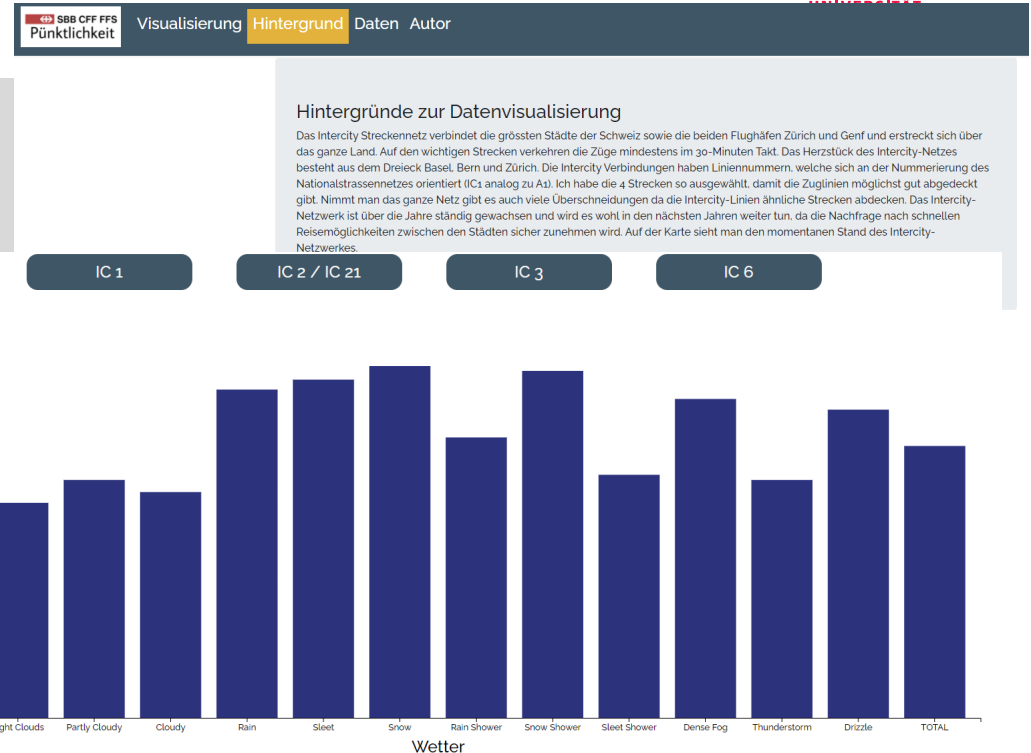 SBB CFF FFS
Pünktlichkeit
Visualisierung Hintergrund Daten Autor
Hintergründe zur Datenvisualisierung
Das Intercity Streckennetz verbindet die grössten Städte der Schweiz sowie die beiden Flughäfen Zürich und Genf und erstreckt sich über
das ganze Land. Auf den wichtigen Strecken verkehren die Züge mindestens im 30-Minuten Takt. Das Herzstück des Intercity-Netzes
besteht aus dem Dreieck Basel, Bern und Zürich. Die Intercity Verbindungen haben Liniennummern, welche sich an der Nummerierung des
Nationalstrassennetzes orientiert (IC1 analog zu A1). Ich habe die 4 Strecken so ausgewählt, damit die Zuglinien möglichst gut abgedeckt
gibt. Nimmt man das ganze Netz gibt es auch viele Überschneidungen da die Intercity-Linien ähnliche Strecken abdecken. Das Intercity-
Netzwerk ist über die Jahre ständig gewachsen und wird es wohl in den nächsten Jahren weiter tun, da die Nachfrage nach schnellen
Reisemöglichkeiten zwischen den Städten sicher zunehmen wird. Auf der Karte sieht man den momentanen Stand des Intercity-
Netzwerkes.
IC 1 IC 2 / IC 21 IC 3 IC 6
Clouds Partly Cloudy Cloudy Rain Sleet Snow Rain Shower Snow Shower Sleet Shower Dense Fog Thunderstorm Drizzle TOTAL
Wetter